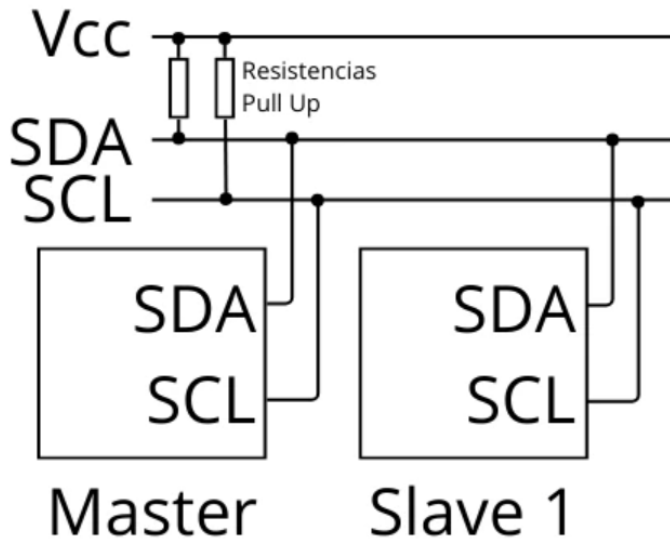 Vcc
Resistencias
Pull Up
SDA
SCL
SDA
SCL
Master
SDA
SCL
Slave 1